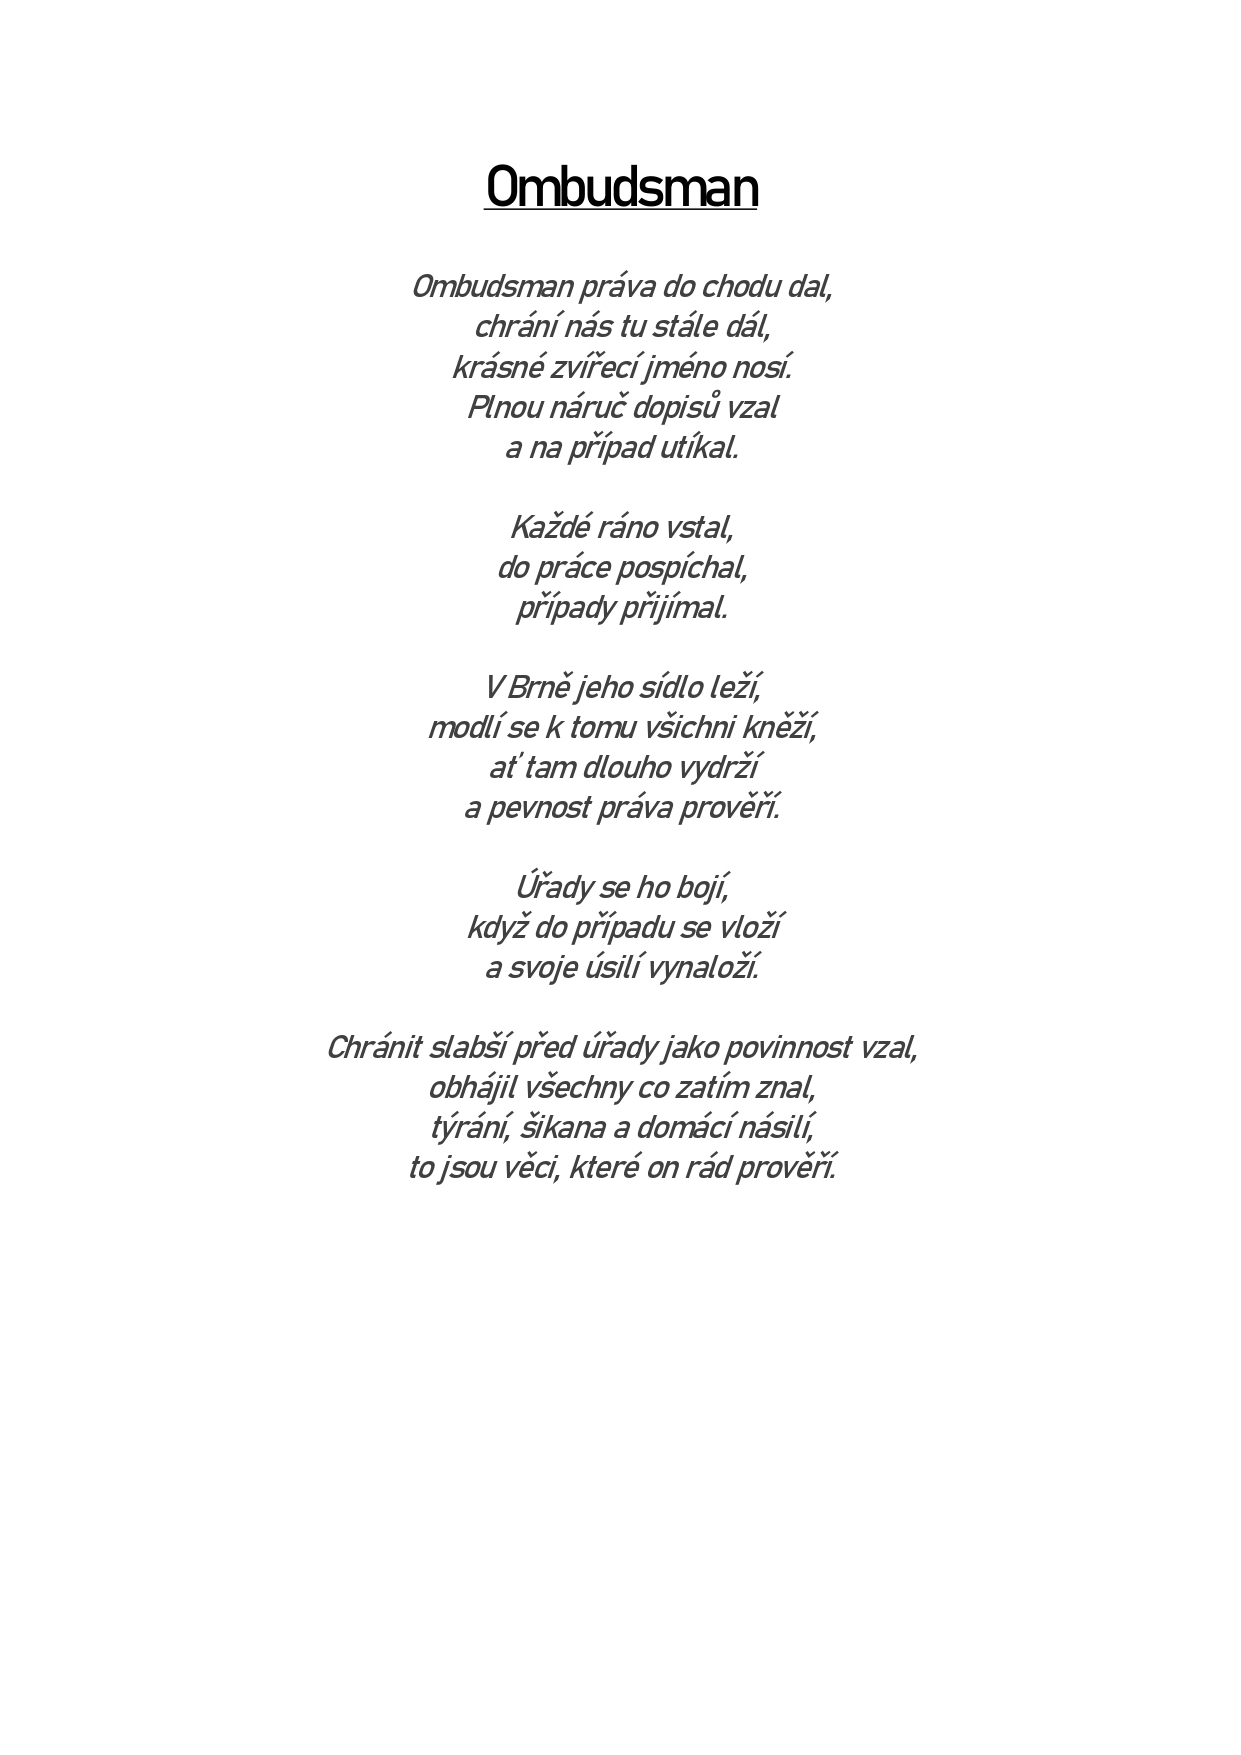 Ombudsman
Ombudsman práva do chodu dal,
chrání nás tu stále dál,
krásné zvířecí jméno nosí.
Plnou náruč dopisů vzal
a na případ utíkal.
Každé ráno vstal,
do práce pospíchal,
případy přijímal.
V Brně jeho sídlo leží,
modlí se k tomu všichni kněží,
ať tam dlouho vydrží
a pevnost práva prověří.
Úřady se ho bojí,
když do případu se vloží
a svoje úsilí vynaloží.
Chránit slabší před úřady jako povinnost vzal,
obhájil všechny co zatím znal,
týrání, šikana a domácí násilí,
to jsou věci, které on rád prověří.